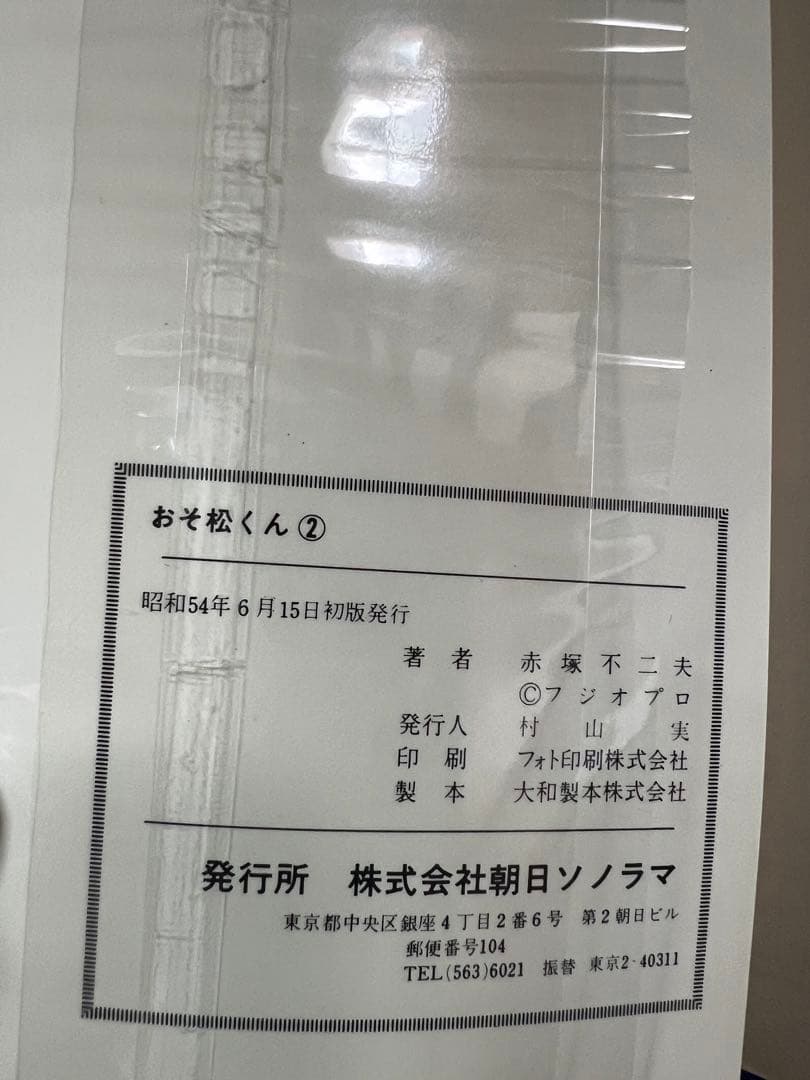 おそ松くん②
昭和54年6月15日初版発行
著者 赤塚不二夫
©フジオプロ
発行人 村山実
印刷 フォト印刷株式会社
製本 大和製本株式会社
発行所 株式会社朝日ソノラマ
東京都中央区銀座4丁目2番6号 第2朝日ビル
郵便番号104
TEL(563)6021 振替 東京2-40311